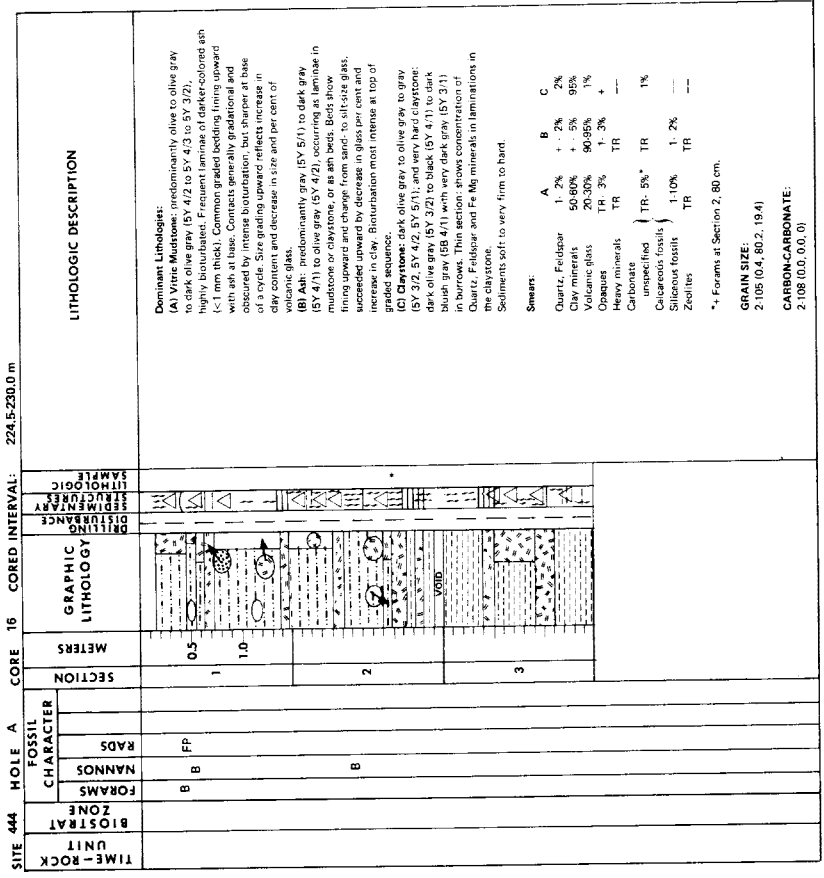 SITE 444 HOLE A CORE 16 CORED INTERVAL: 224.5-230.0 m
TIME-ROCK UNIT
BIOSTRAT ZONE
FOSSIL CHARACTER
FORAMS
NANNOS
RADS
SECTION
METERS
GRAPHIC LITHOLOGY
DRILLING DISTURBANCE
SEDIMENTARY STRUCTURES
LITHOLOGIC SAMPLE
LITHOLOGIC DESCRIPTION
B
B
FP
B
1
0.5
1.0
2
VOID
3
*
Dominant Lithologies:
(A) Vitric Mudstone: predominantly olive to olive gray
to dark olive gray (5Y 4/2 to 5Y 4/3 to 5Y 3/2),
highly bioturbated. Frequent laminae of darker-colored ash
(<1 mm thick). Common graded bedding fining upward
with ash at base. Contacts generally gradational and
obscured by intense bioturbation, but sharper at base
of a cycle. Size grading upward reflects increase in
clay content and decrease in size and per cent of
volcanic glass.
(B) Ash: predominantly gray (5Y 5/1) to dark gray
(5Y 4/1) to olive gray (5Y 4/2), occurring as laminae in
mudstone or claystone, or as ash beds. Beds show
fining upward and change from sand- to silt-size glass,
succeeded upward by decrease in glass per cent and
increase in clay. Bioturbation most intense at top of
graded sequence.
(C) Claystone: dark olive gray to olive gray to gray
(5Y 3/2, 5Y 4/2, 5Y 5/1); and very hard claystone:
dark olive gray (5Y 3/2) to black (5Y 4/1) to dark
bluish gray (5B 4/1) with very dark gray (5Y 3/1)
in burrows. Thin section: shows concentration of
Quartz, Feldspar and Fe Mg minerals in laminations in
the claystone.
Sediments soft to very firm to hard.
Smears: A B C
Quartz, Feldspar 1- 2% + - 2% 2%
Clay minerals 50-80% + - 5% 95%
Volcanic glass 20-30% 90-95% 1%
Opaques TR- 3% 1- 3% +
Heavy minerals TR TR —
Carbonate
unspecified } TR- 5%* TR 1%
Calcareous fossils }
Siliceous fossils 1-10% 1- 2% —
Zeolites TR TR —
*+ Forams at Section 2, 80 cm.
GRAIN SIZE:
2-105 (0.4, 80.2, 19.4)
CARBON-CARBONATE:
2-108 (0.0, 0.0, 0)